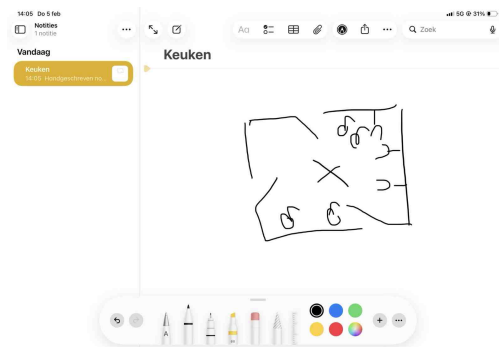 14:05 Do 5 feb
5G 31%
Notities
1 notitie
Aa
Zoek
Vandaag
Keuken
Keuken
14:05 Handgeschreven no...
A